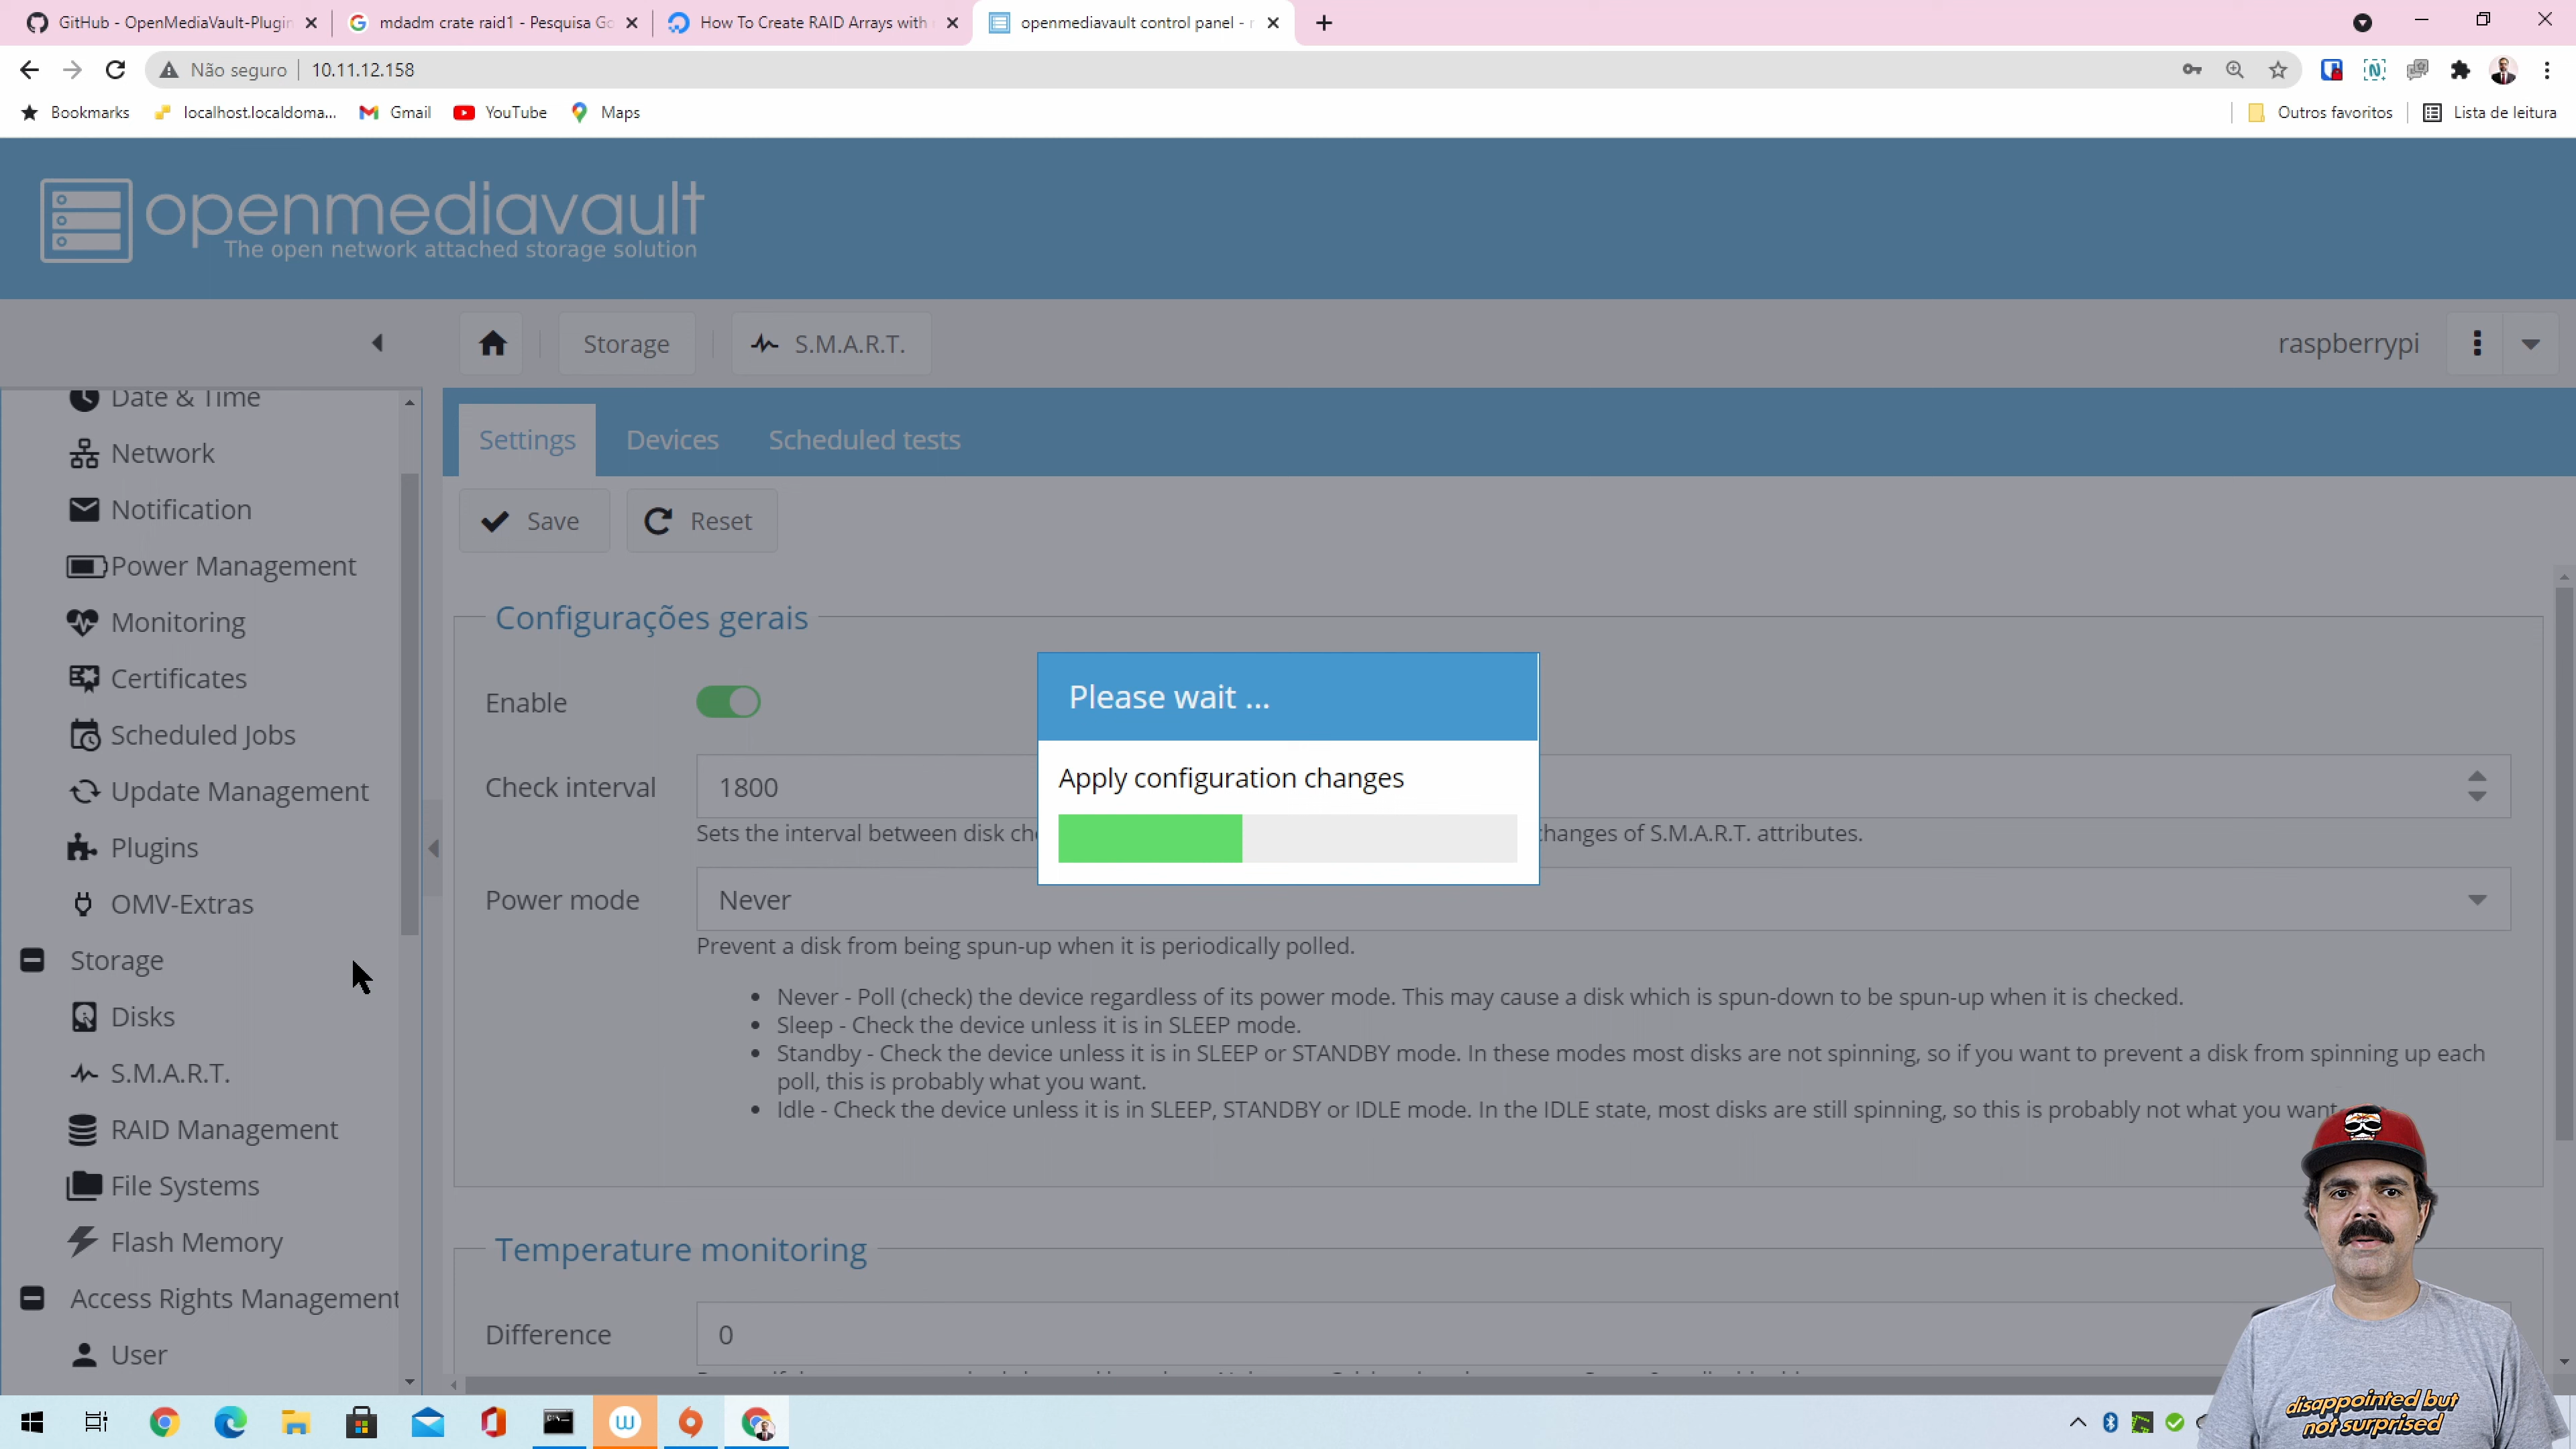 GitHub - OpenMediaVault-Plugin
mdadm crate raid1 - Pesquisa Go
How To Create RAID Arrays with
openmediavault control panel -
Não seguro
10.11.12.158
Bookmarks
localhost.localdoma...
Gmail
YouTube
Maps
Outros favoritos
Lista de leitura
openmediavault
The open network attached storage solution
Storage
S.M.A.R.T.
raspberrypi
Date & Time
Network
Notification
Power Management
Monitoring
Certificates
Scheduled Jobs
Update Management
Plugins
OMV-Extras
Storage
Disks
S.M.A.R.T.
RAID Management
File Systems
Flash Memory
Access Rights Management
User
Settings
Devices
Scheduled tests
Save
Reset
Configurações gerais
Enable
Check interval
1800
Sets the interval between disk
changes of S.M.A.R.T. attributes.
Please wait ...
Apply configuration changes
Power mode
Never
Prevent a disk from being spun-up when it is periodically polled.
Never - Poll (check) the device regardless of its power mode. This may cause a disk which is spun-down to be spun-up when it is checked.
Sleep - Check the device unless it is in SLEEP mode.
Standby - Check the device unless it is in SLEEP or STANDBY mode. In these modes most disks are not spinning, so if you want to prevent a disk from spinning up each
poll, this is probably what you want.
Idle - Check the device unless it is in SLEEP, STANDBY or IDLE mode. In the IDLE state, most disks are still spinning, so this is probably not what you want
Temperature monitoring
Difference
0
disappointed but
not surprised